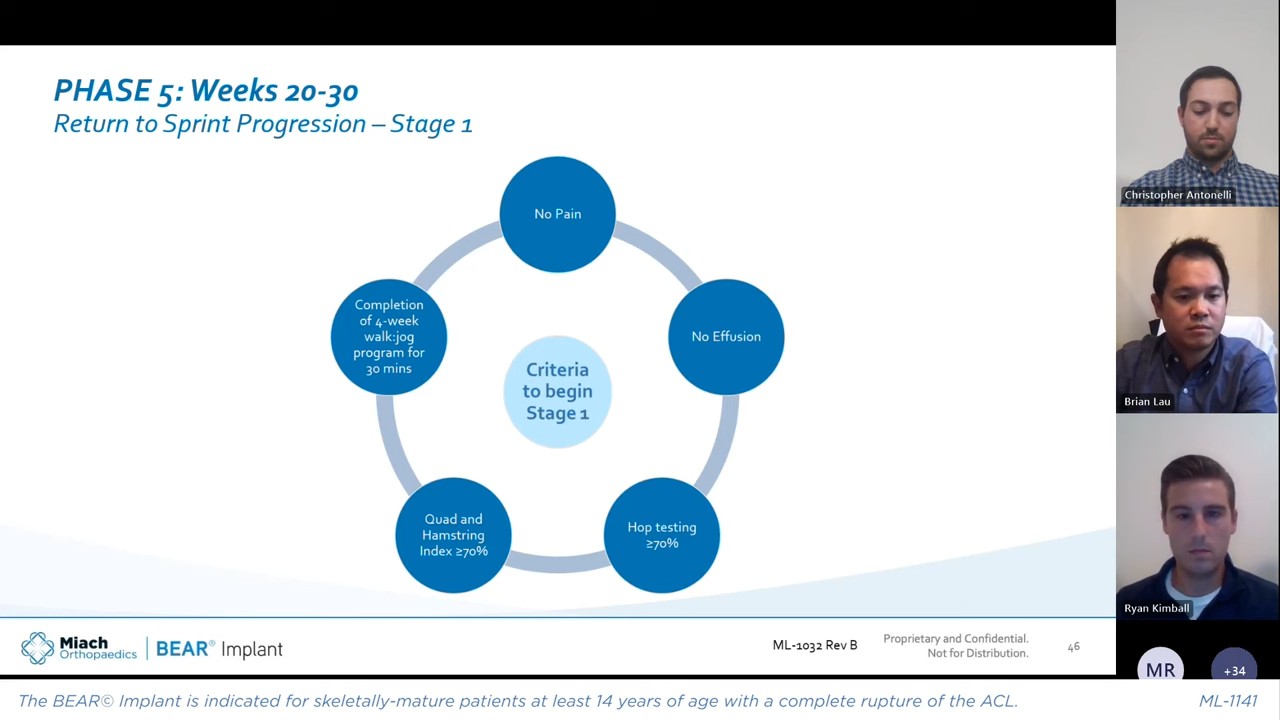 PHASE 5: Weeks 20-30
Return to Sprint Progression – Stage 1
No Pain
No Effusion
Hop testing
≥70%
Quad and
Hamstring
Index ≥70%
Completion
of 4-week
walk:jog
program for
30 mins
Criteria
to begin
Stage 1
Miach
Orthopaedics
BEAR® Implant
ML-1032 Rev B
Proprietary and Confidential.
Not for Distribution.
46
Christopher Antonelli
Brian Lau
Ryan Kimball
MR
+34
The BEAR© Implant is indicated for skeletally-mature patients at least 14 years of age with a complete rupture of the ACL.
ML-1141